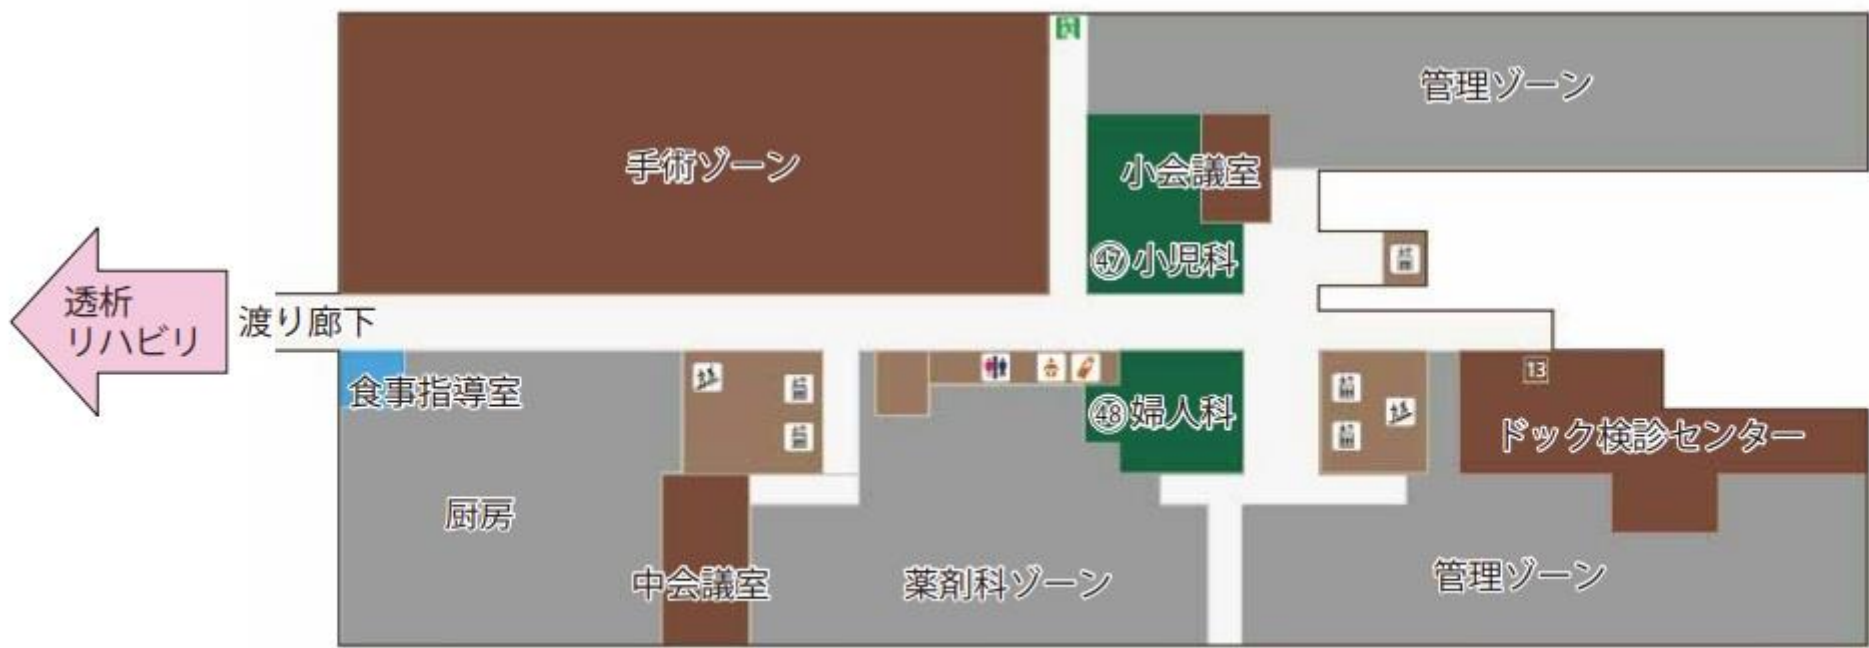 管理ゾーン
手術ゾーン
小会議室
㊼小児科
透析
リハビリ
渡り廊下
食事指導室
㊽婦人科
13
ドック検診センター
厨房
中会議室
薬剤科ゾーン
管理ゾーン